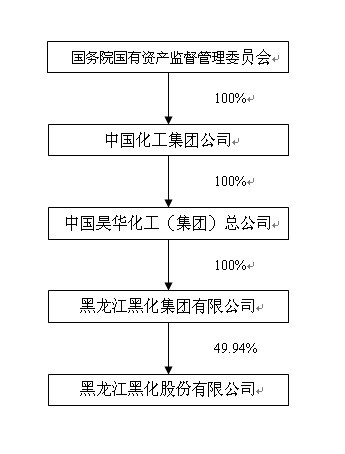 国务院国有资产监督管理委员会
100%
中国化工集团公司
100%
中国昊华化工（集团）总公司
100%
黑龙江黑化集团有限公司
49.94%
黑龙江黑化股份有限公司